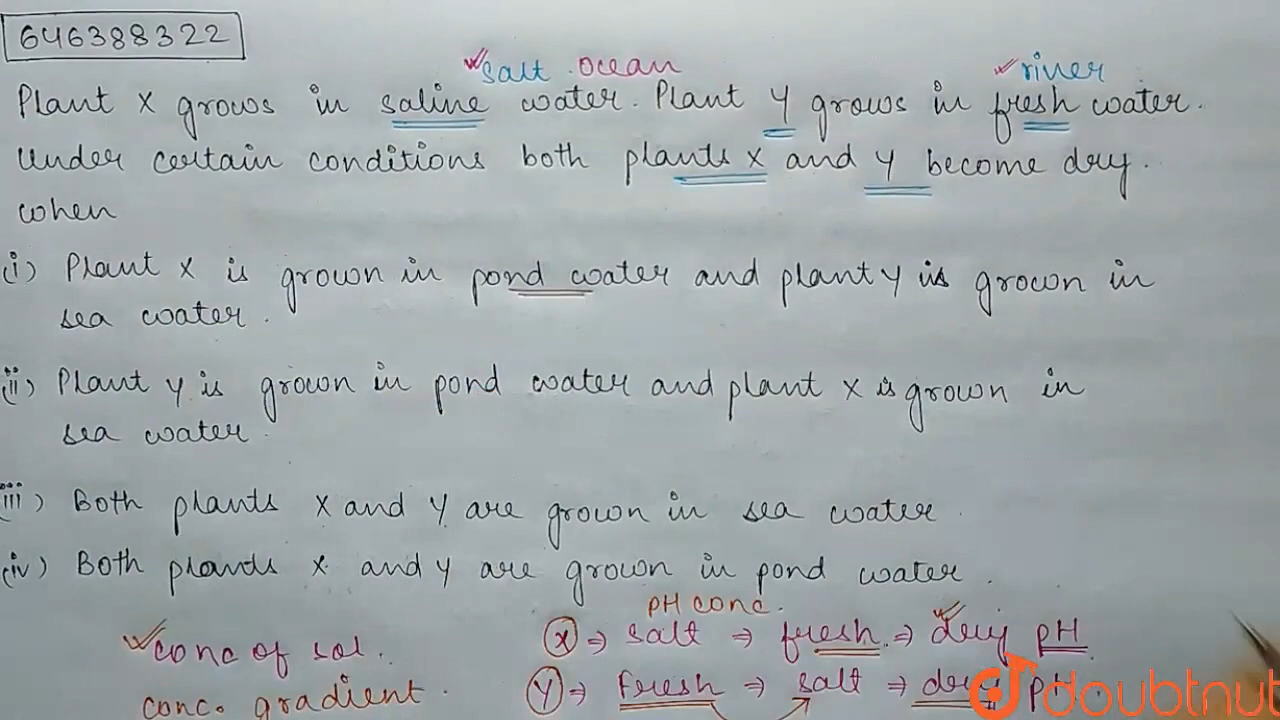 646388322
salt ocean river
Plant X grows in saline water. Plant Y grows in fresh water.
Under certain conditions both plants X and Y become dry.
when
(i) Plant X is grown in pond water and plant Y is grown in
sea water.
(ii) Plant Y is grown in pond water and plant X is grown in
sea water.
(iii) Both plants X and Y are grown in sea water.
(iv) Both plants X and Y are grown in pond water.
PH conc.
conc of sol. X ⇒ salt ⇒ fresh ⇒ dry pH
conc. gradient. Y ⇒ fresh ⇒ salt ⇒ dry
doubtnut